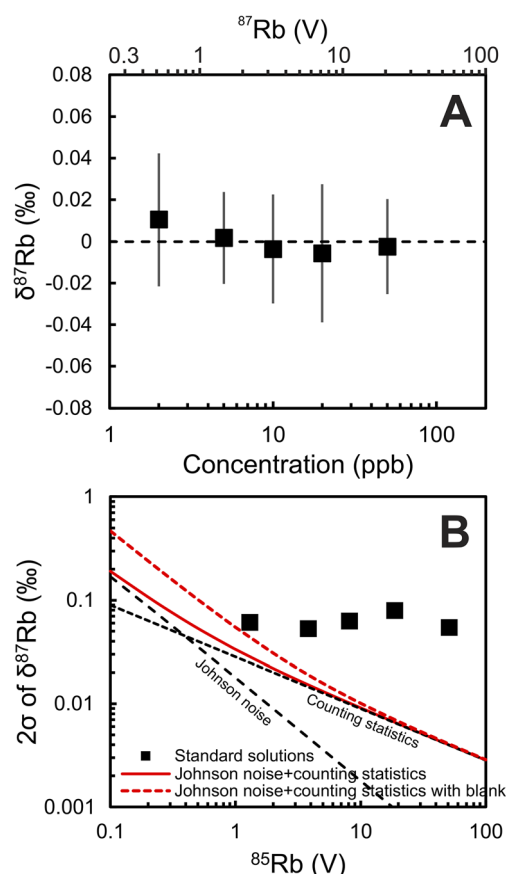 ⁸⁷Rb (V)
0.3 1 10 100
A
0.08
0.06
0.04
0.02
0
-0.02
-0.04
-0.06
-0.08
δ⁸⁷Rb (‰)
1 10 100
Concentration (ppb)
B
1
0.1
0.01
0.001
2σ of δ⁸⁷Rb (‰)
Johnson noise
Counting statistics
Standard solutions
Johnson noise+counting statistics
Johnson noise+counting statistics with blank
0.1 1 10 100
⁸⁵Rb (V)